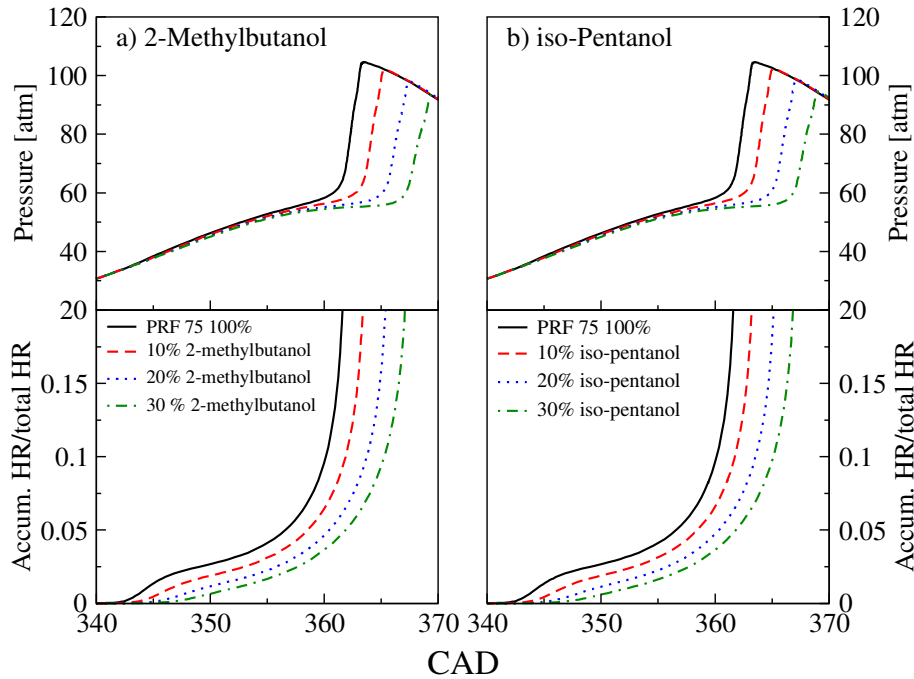 a) 2-Methylbutanol
b) iso-Pentanol
120
100
80
60
40
20
Pressure [atm]
120
100
80
60
40
20
Pressure [atm]
PRF 75 100%
10% 2-methylbutanol
20% 2-methylbutanol
30 % 2-methylbutanol
PRF 75 100%
10% iso-pentanol
20% iso-pentanol
30% iso-pentanol
20
0.15
0.1
0.05
0
Accum. HR/total HR
20
0.15
0.1
0.05
0
Accum. HR/total HR
340 350 360 370
340 350 360 370
CAD